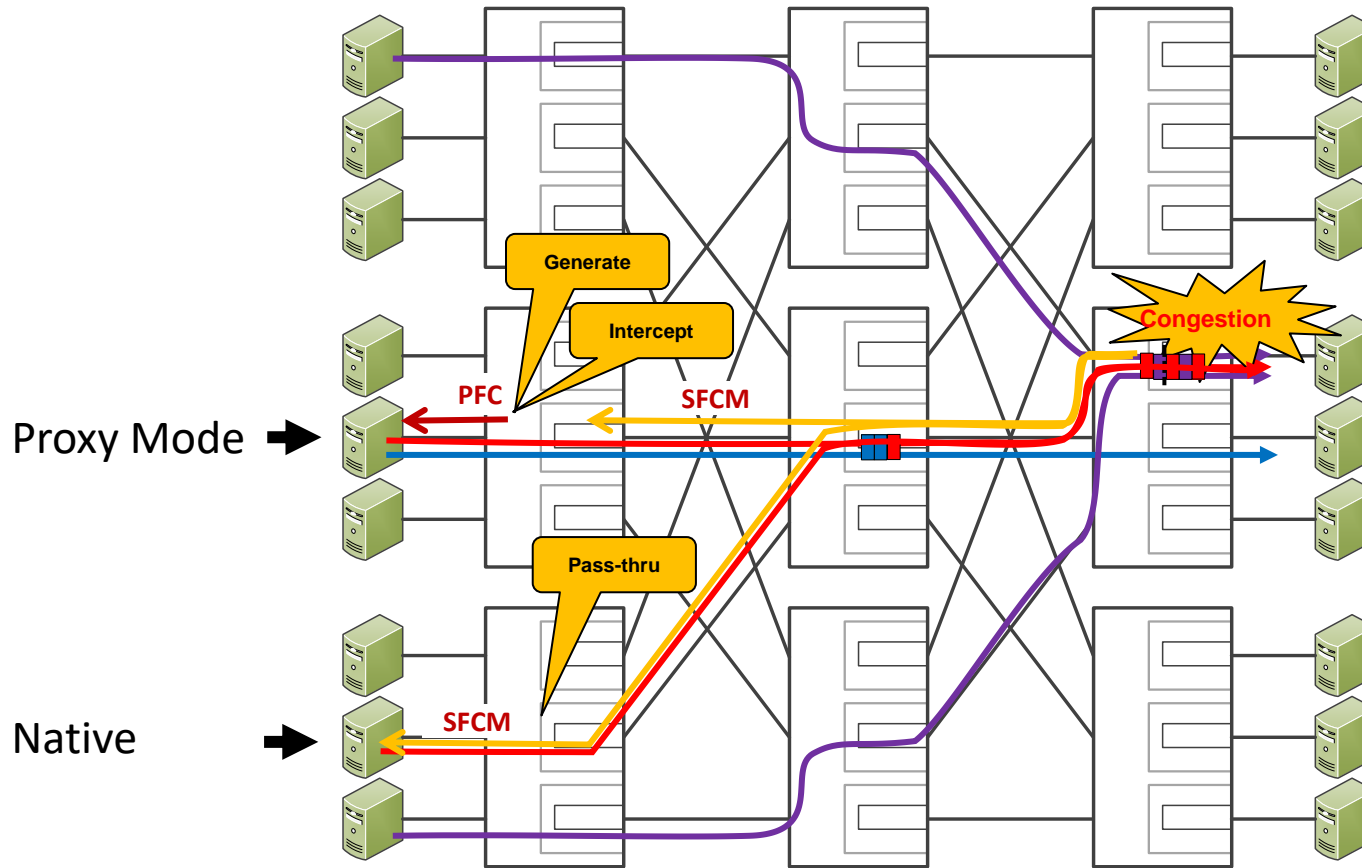 Generate
Congestion
Intercept
PFC
SFCM
Proxy Mode
Pass-thru
SFCM
Native